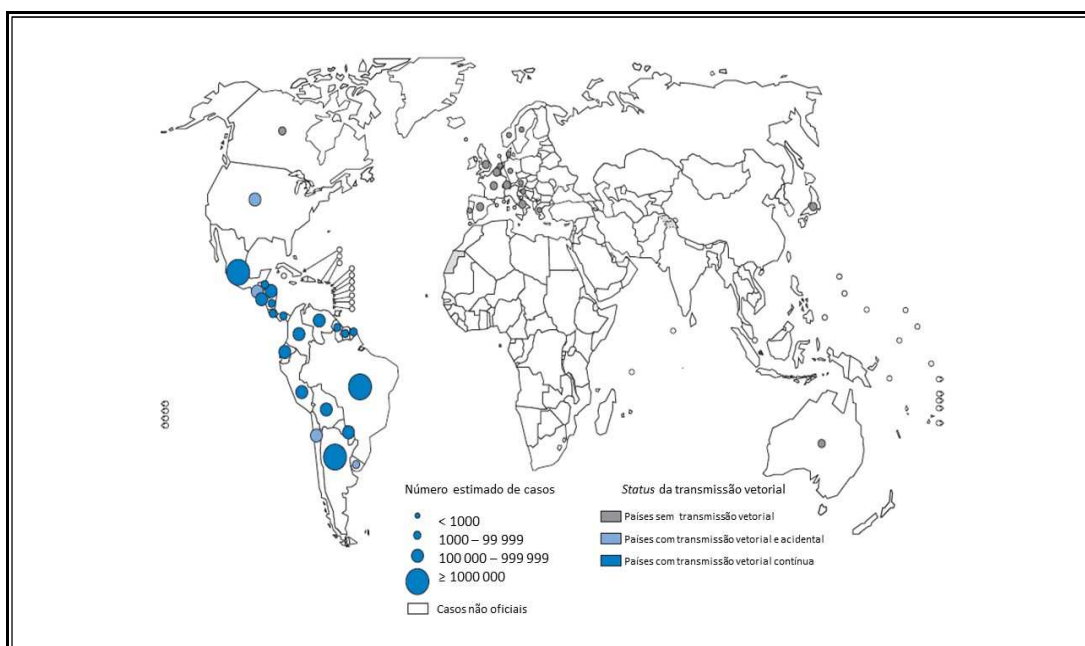 Número estimado de casos
< 1000
1000 – 99 999
100 000 – 999 999
≥ 1000 000
Casos não oficiais
Status da transmissão vetorial
Países sem transmissão vetorial
Países com transmissão vetorial e acidental
Países com transmissão vetorial contínua